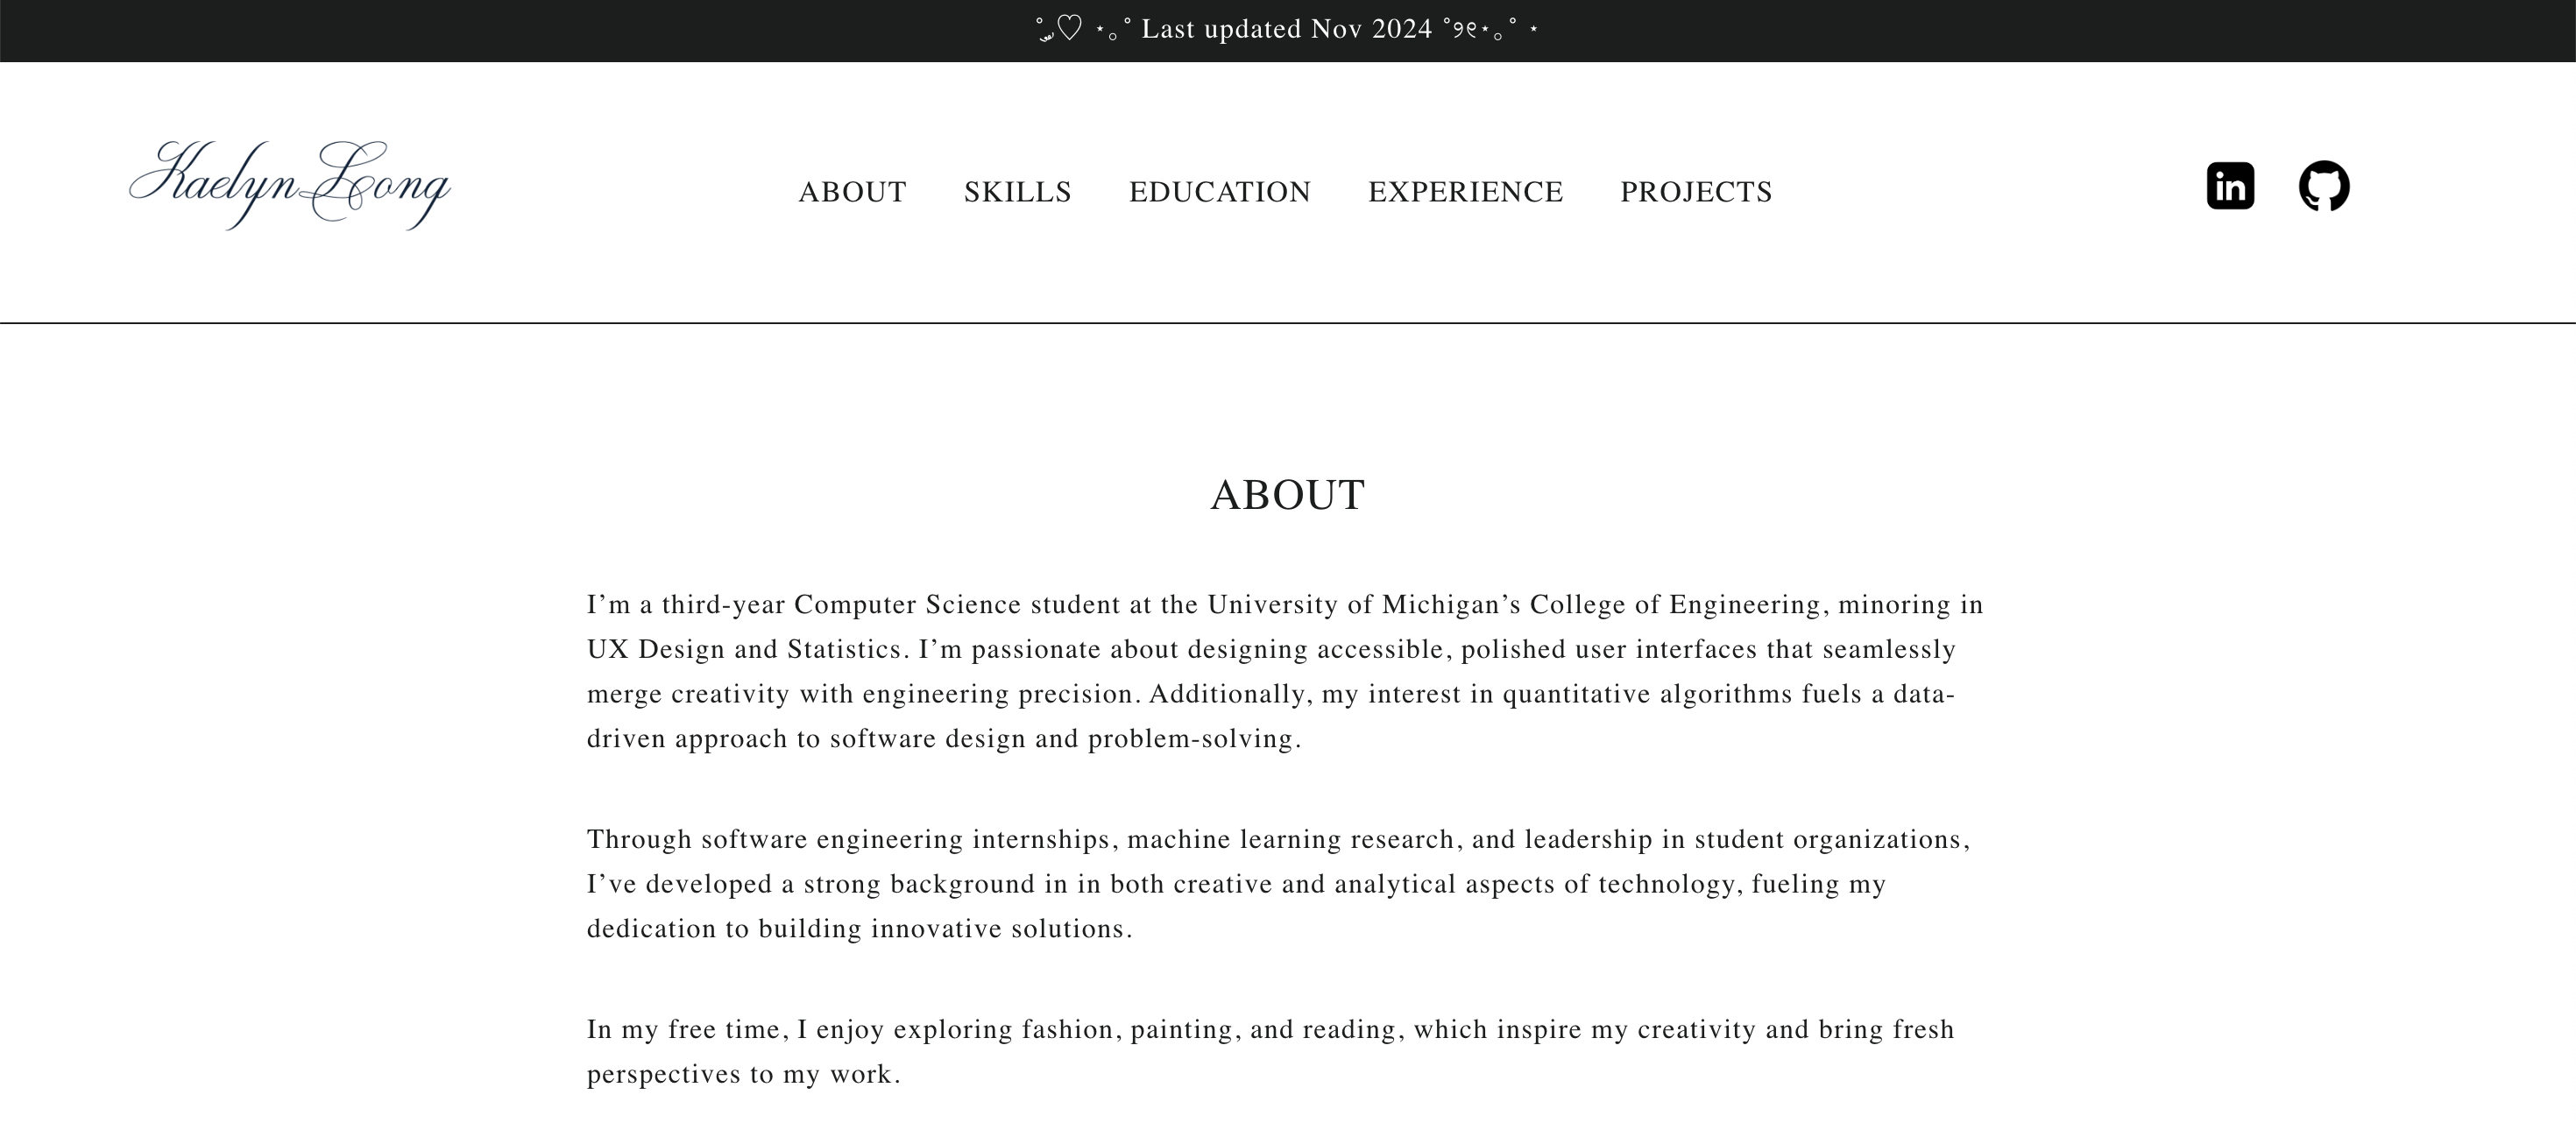 ˚ ༘♡ ⋆｡˚ Last updated Nov 2024 ˚୨୧⋆｡˚ ⋆
Kaelyn Leong
ABOUT SKILLS EDUCATION EXPERIENCE PROJECTS
in
ABOUT
I’m a third-year Computer Science student at the University of Michigan’s College of Engineering, minoring in
UX Design and Statistics. I’m passionate about designing accessible, polished user interfaces that seamlessly
merge creativity with engineering precision. Additionally, my interest in quantitative algorithms fuels a data-
driven approach to software design and problem-solving.
Through software engineering internships, machine learning research, and leadership in student organizations,
I’ve developed a strong background in in both creative and analytical aspects of technology, fueling my
dedication to building innovative solutions.
In my free time, I enjoy exploring fashion, painting, and reading, which inspire my creativity and bring fresh
perspectives to my work.